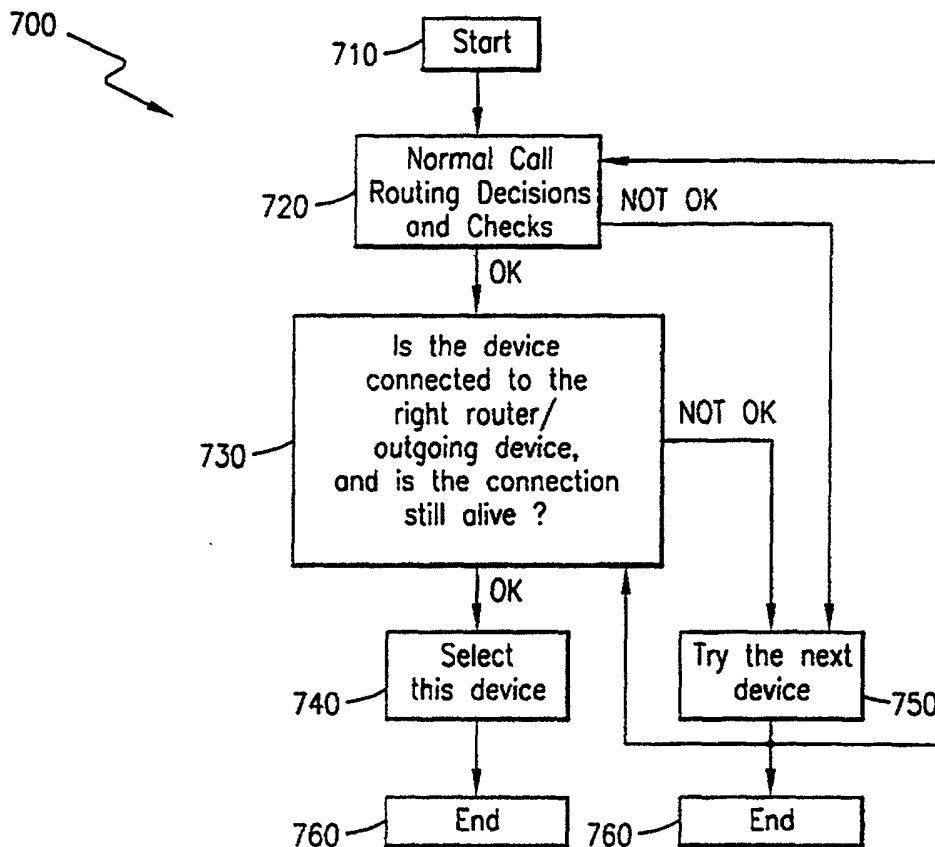 700
710
Start
720
Normal Call
Routing Decisions
and Checks
NOT OK
OK
730
Is the device
connected to the
right router/
outgoing device,
and is the connection
still alive ?
NOT OK
OK
740
Select
this device
Try the next
device
750
760
End
760
End